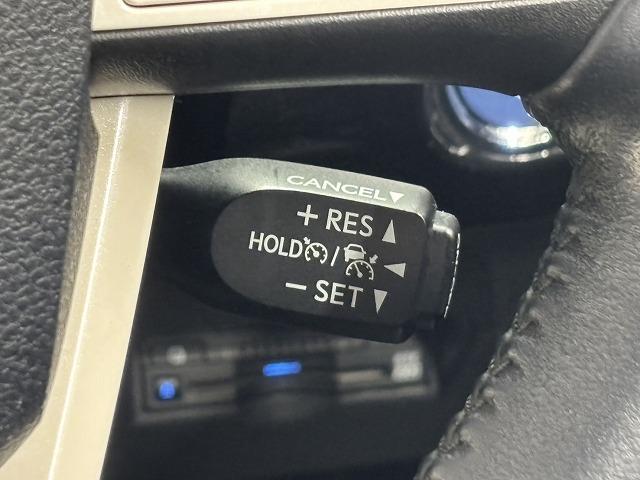 CANCEL▼
+ RES ▲
HOLD / ◀
− SET ▼